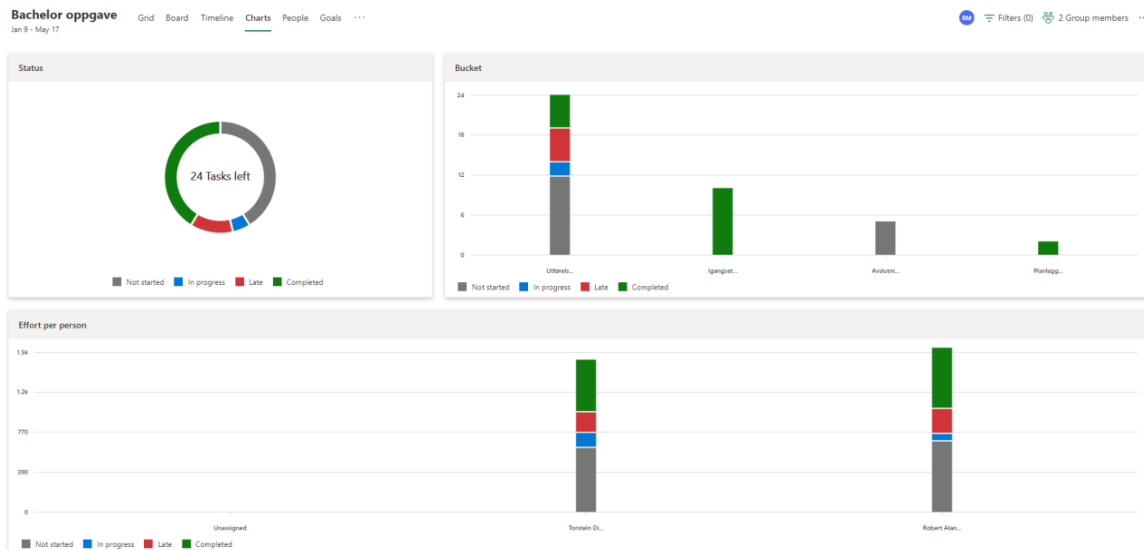 Bachelor oppgave Grid Board Timeline Charts People Goals ... RM Filters (0) 2 Group members
Jan 9 - May 17
Status
24 Tasks left
Not started In progress Late Completed
Bucket
24
18
12
6
0
Utførels... Igangset... Avslutni... Planlegg...
Not started In progress Late Completed
Effort per person
1.5k
1.2k
770
390
0
Unassigned Torstein Di... Robert Alan...
Not started In progress Late Completed